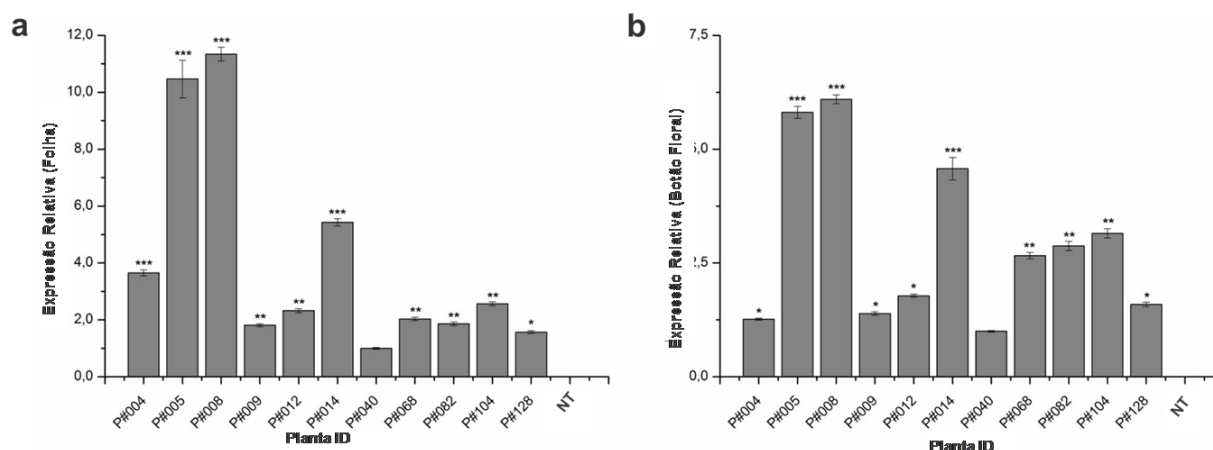 a
Expressão Relativa (Folha)
12,0
10,0
8,0
6,0
4,0
2,0
0,0
***
***
***
**
**
***
**
**
**
*
P#004
P#005
P#008
P#009
P#012
P#014
P#040
P#068
P#082
P#104
P#128
NT
Planta ID
b
Expressão Relativa (Botão Floral)
7,5
5,0
2,5
0,0
*
***
***
*
*
***
**
**
**
*
P#004
P#005
P#008
P#009
P#012
P#014
P#040
P#068
P#082
P#104
P#128
NT
Planta ID